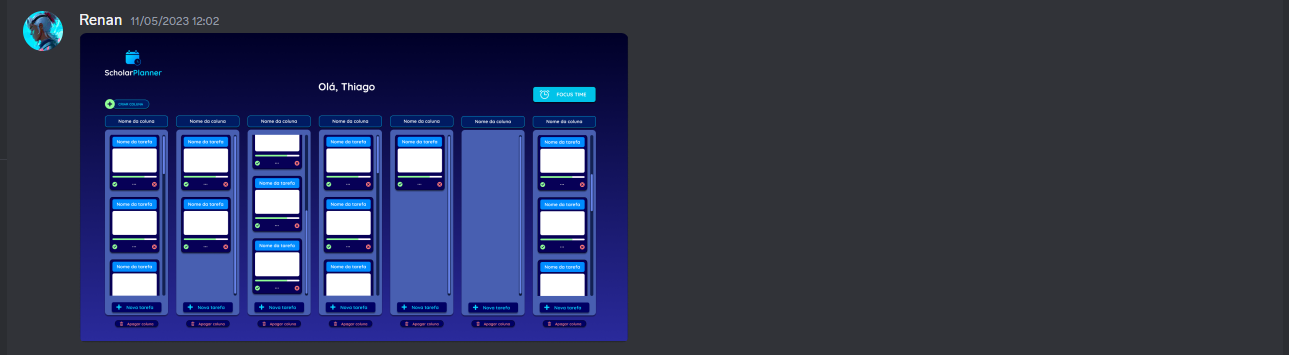 Renan 11/05/2023 12:02
ScholarPlanner
Olá, Thiago
FOCUS TIME
Criar Coluna
Nome da coluna Nome da coluna Nome da coluna Nome da coluna Nome da coluna Nome da coluna Nome da coluna
Nome da tarefa Nome da tarefa Nome da tarefa Nome da tarefa Nome da tarefa
Nome da tarefa
Nome da tarefa Nome da tarefa Nome da tarefa Nome da tarefa
Nome da tarefa
Nome da tarefa Nome da tarefa Nome da tarefa
Nova tarefa Nova tarefa Nova tarefa Nova tarefa Nova tarefa Nova tarefa Nova tarefa
Apagar coluna Apagar coluna Apagar coluna Apagar coluna Apagar coluna Apagar coluna Apagar coluna